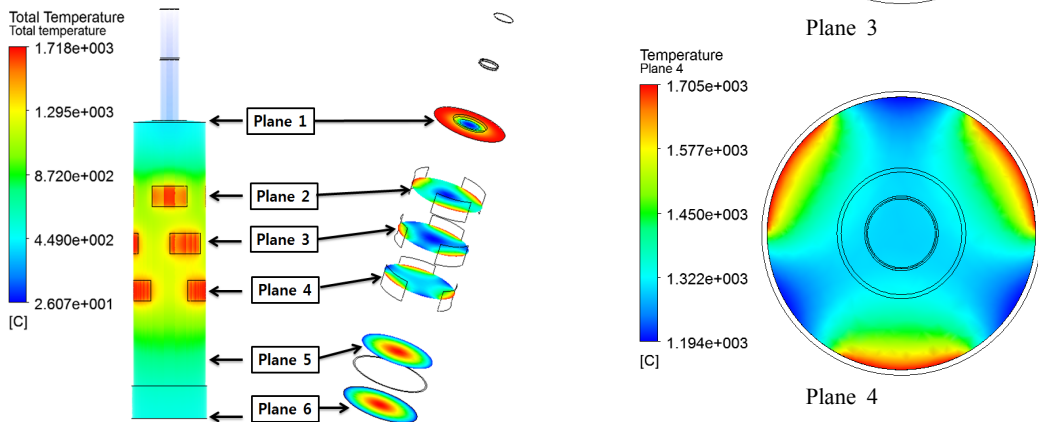 Total Temperature
Total temperature
1.718e+003
1.295e+003
8.720e+002
4.490e+002
2.607e+001
[C]
Plane 1
Plane 2
Plane 3
Plane 4
Plane 5
Plane 6
Plane 3
Temperature
Plane 4
1.705e+003
1.577e+003
1.450e+003
1.322e+003
1.194e+003
[C]
Plane 4